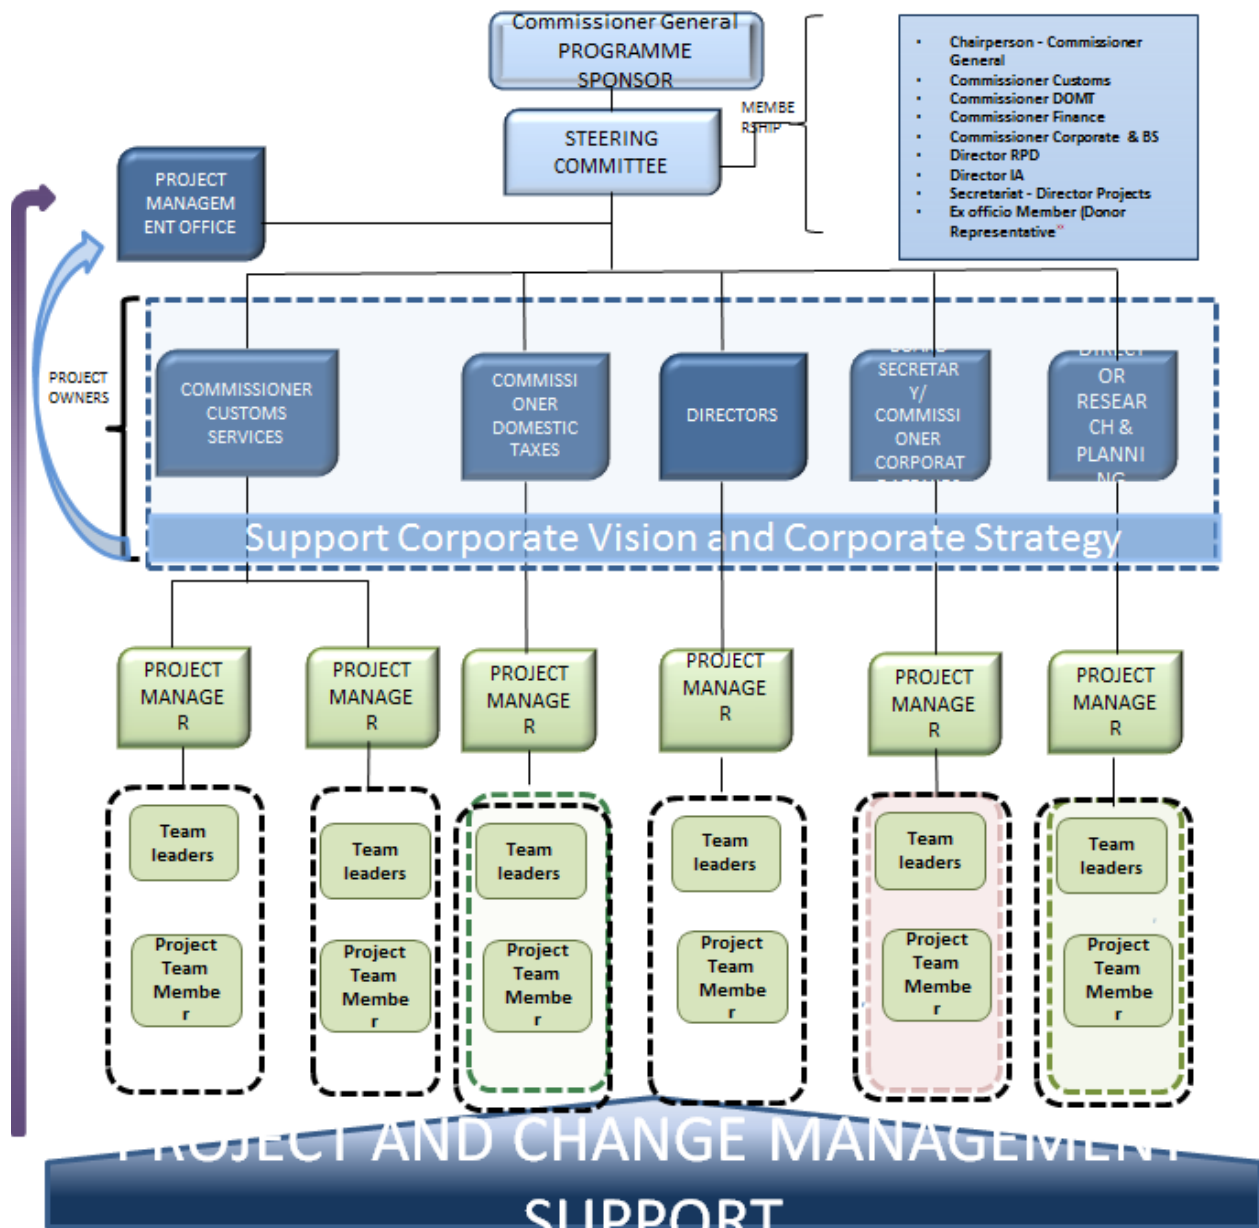 Commissioner General
PROGRAMME
SPONSOR
STEERING
COMMITTEE
MEMBE
RSHIP
• Chairperson - Commissioner
General
• Commissioner Customs
• Commissioner DOMT
• Commissioner Finance
• Commissioner Corporate & BS
• Director RPD
• Director IA
• Secretariat - Director Projects
• Ex officio Member (Donor
Representative"
PROJECT
MANAGEM
ENT OFFICE
PROJECT
OWNERS
COMMISSIONER
CUSTOMS
SERVICES
COMMISSI
ONER
DOMESTIC
TAXES
DIRECTORS
SECRETAR
Y/
COMMISSI
ONER
CORPORAT
DIRECT
OR
RESEAR
CH &
PLANNI
NG
Support Corporate Vision and Corporate Strategy
PROJECT
MANAGE
R
PROJECT
MANAGE
R
PROJECT
MANAGE
R
PROJECT
MANAGE
R
PROJECT
MANAGE
R
PROJECT
MANAGE
R
Team
leaders
Team
leaders
Team
leaders
Team
leaders
Team
leaders
Team
leaders
Project
Team
Membe
r
Project
Team
Membe
r
Project
Team
Membe
r
Project
Team
Membe
r
Project
Team
Membe
r
Project
Team
Membe
r
PROJECT AND CHANGE MANAGEMENT
SUPPORT